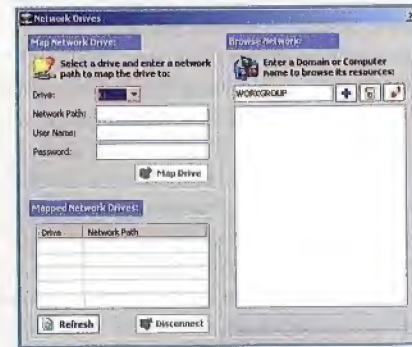 Network Drives
Map Network Drive:
Select a drive and enter a network
path to map the drive to:
Drive:
Network Path:
User Name:
Password:
Map Drive
Mapped Network Drives:
Drive Network Path
Refresh
Disconnect
Browse Network:
Enter a Domain or Computer
name to browse its resources:
WORKGROUP